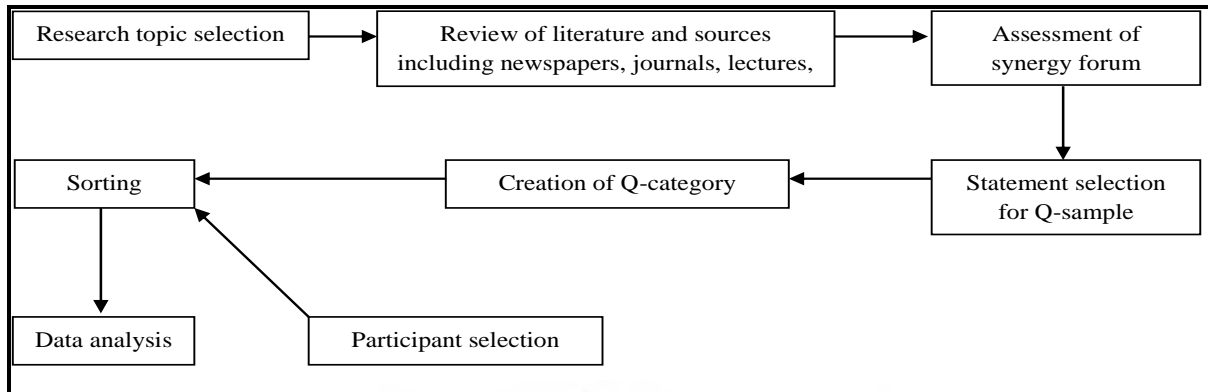 Research topic selection
Review of literature and sources
including newspapers, journals, lectures,
Assessment of
synergy forum
Sorting
Creation of Q-category
Statement selection
for Q-sample
Data analysis
Participant selection